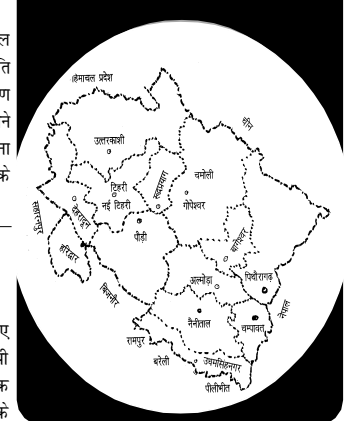 ल
ति
ण
ने
ना
के
ए
पी
क
के
हिमाचल प्रदेश
चीन
उत्तरकाशी
चमोली
रुद्रप्रयाग
टिहरी
नई टिहरी
गोपेश्वर
देहरादून
सहारनपुर
पौड़ी
हरिद्वार
बागेश्वर
बिजनौर
अल्मोड़ा
पिथौरागढ़
नैनीताल
चम्पावत
नेपाल
रामपुर
ऊधमसिंहनगर
बरेली
पीलीभीत